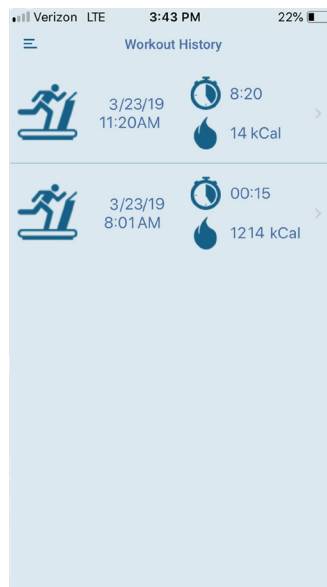 Verizon LTE 3:43 PM 22%
Workout History
3/23/19
11:20AM
8:20
14 kCal
3/23/19
8:01AM
00:15
1214 kCal